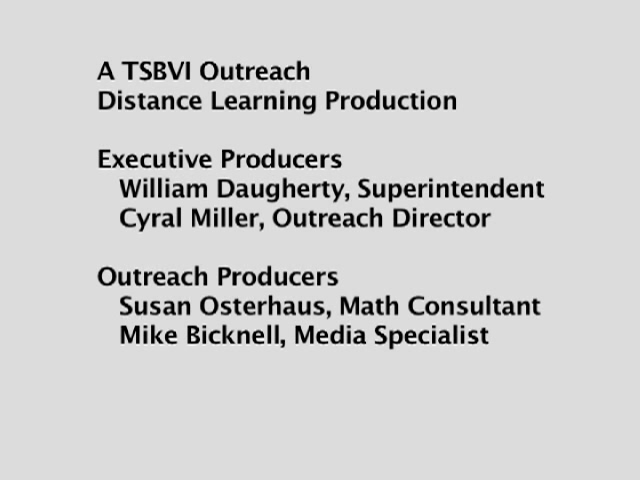 A TSBVI Outreach
Distance Learning Production
Executive Producers
William Daugherty, Superintendent
Cyral Miller, Outreach Director
Outreach Producers
Susan Osterhaus, Math Consultant
Mike Bicknell, Media Specialist